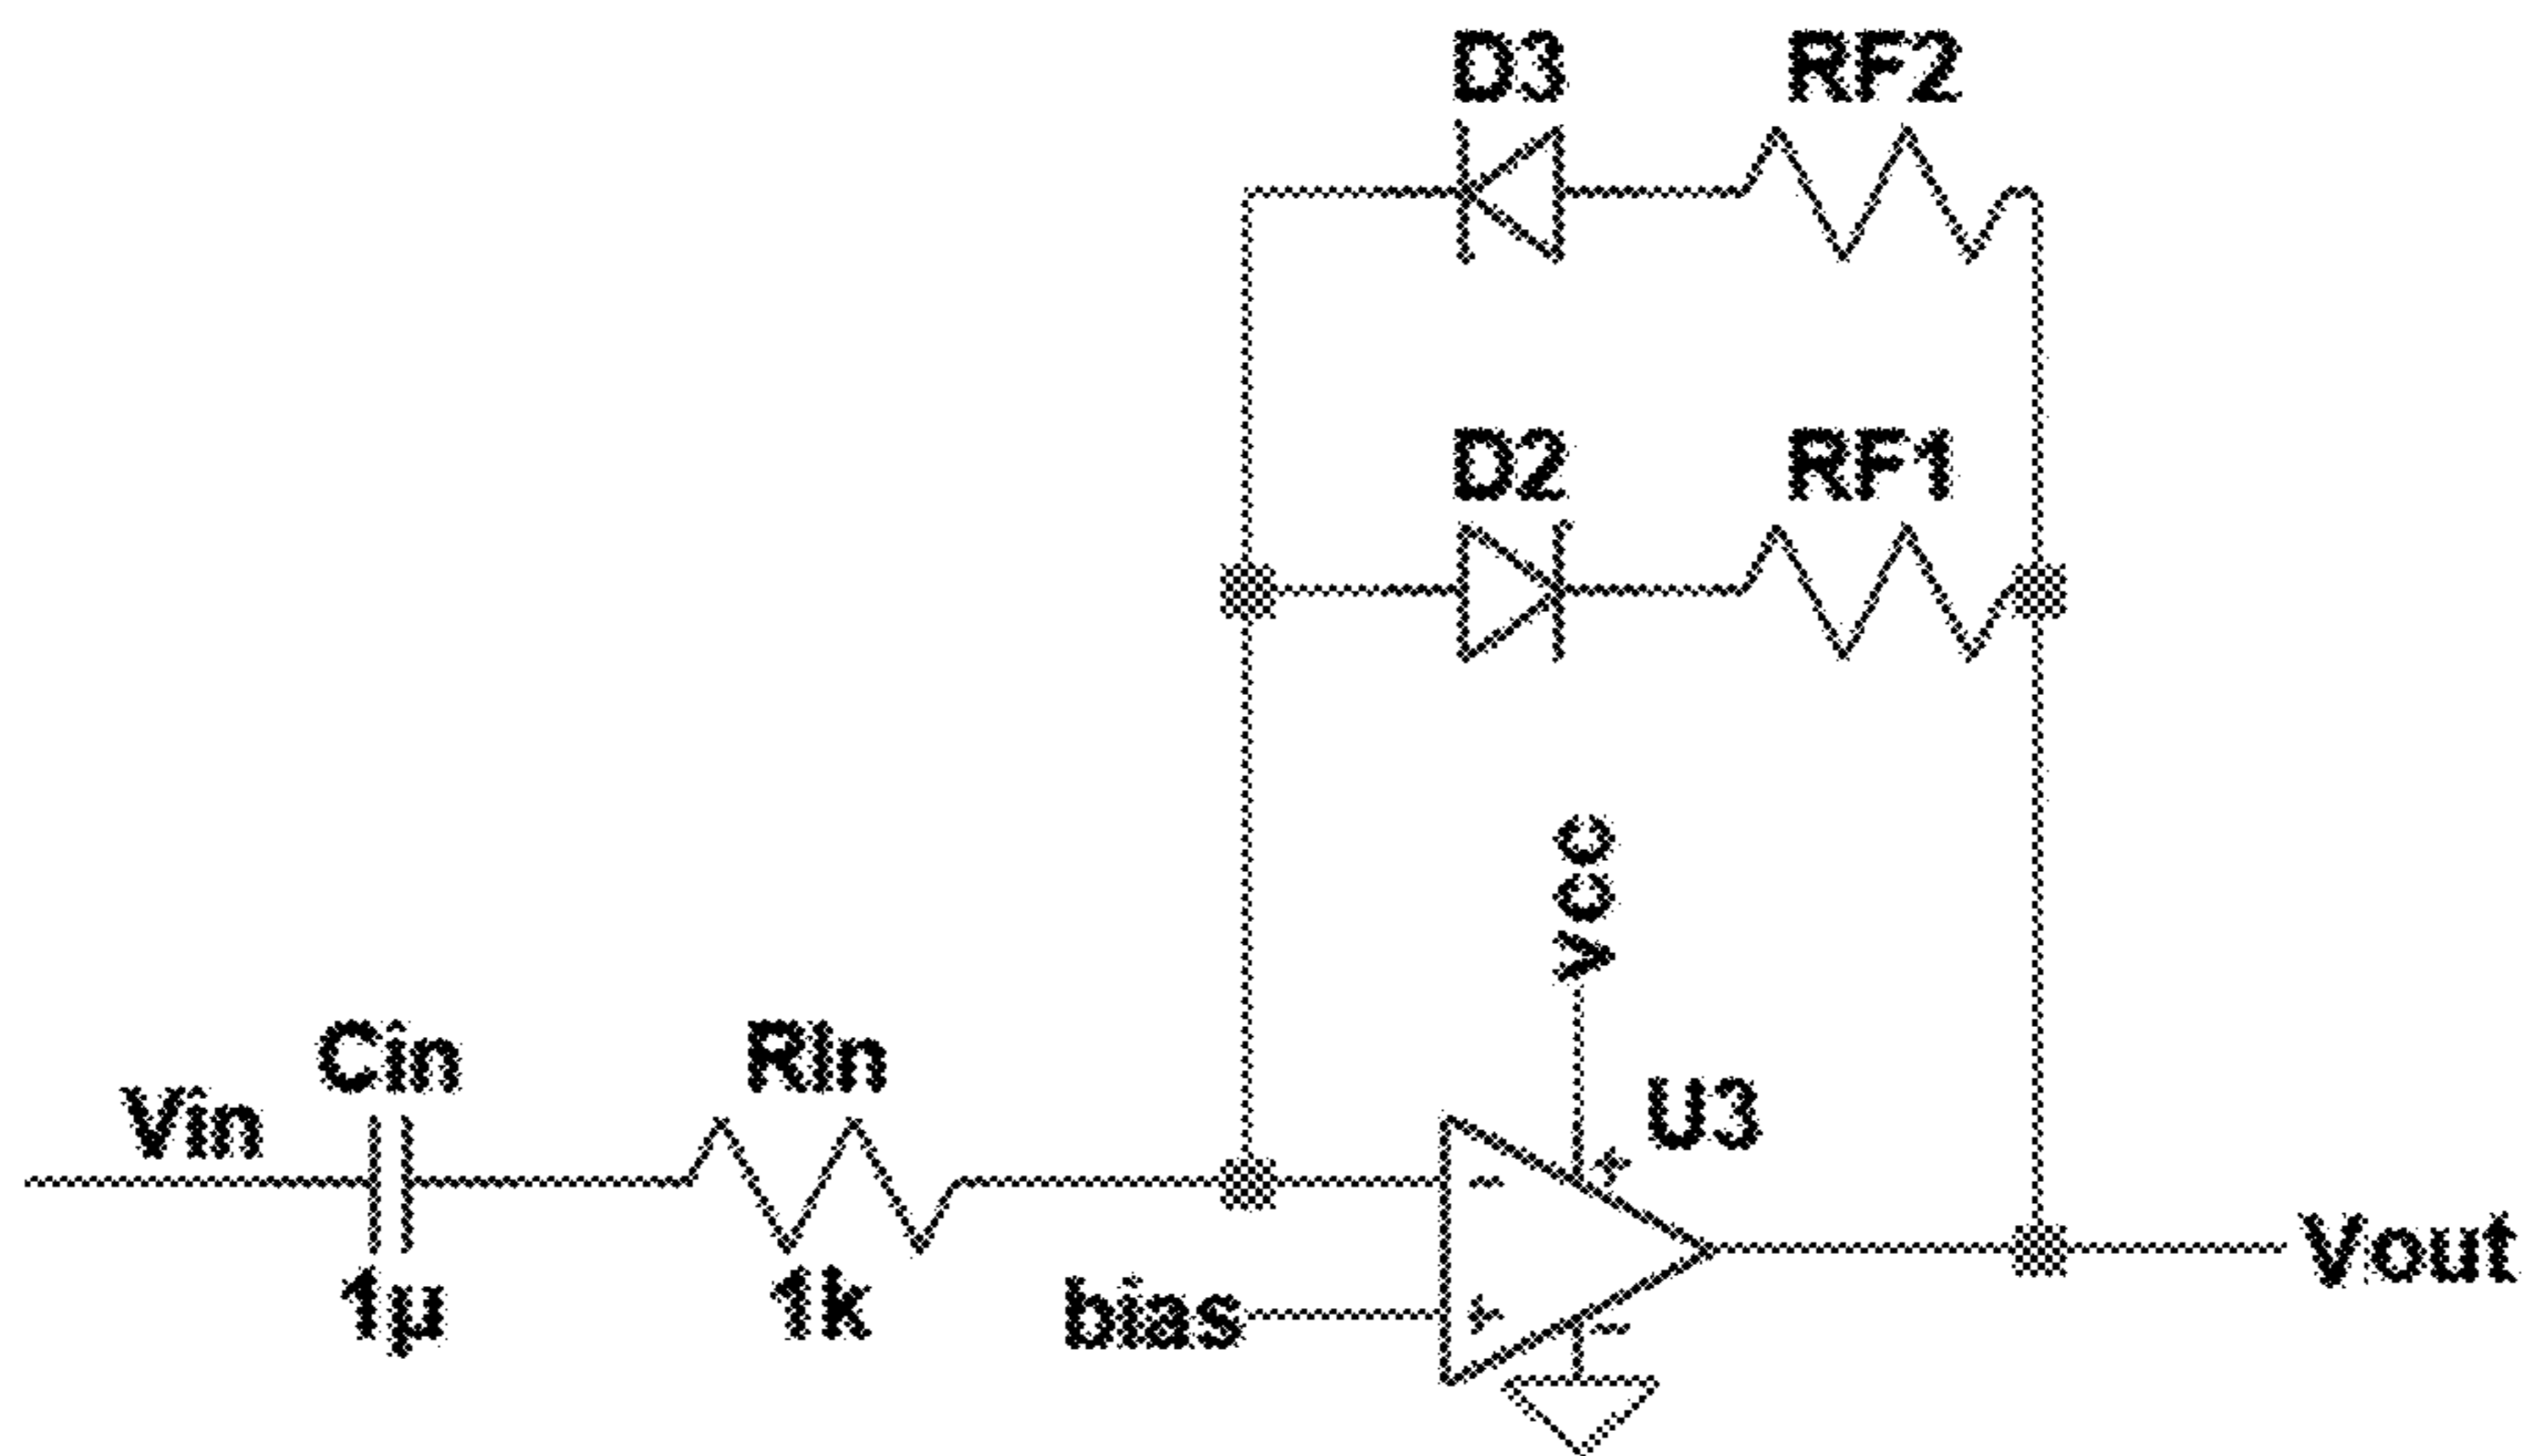 D3 RF2
D2 RF1
vcc
Cin RIn U3
Vin
1µ 1k bias Vout
- + + -